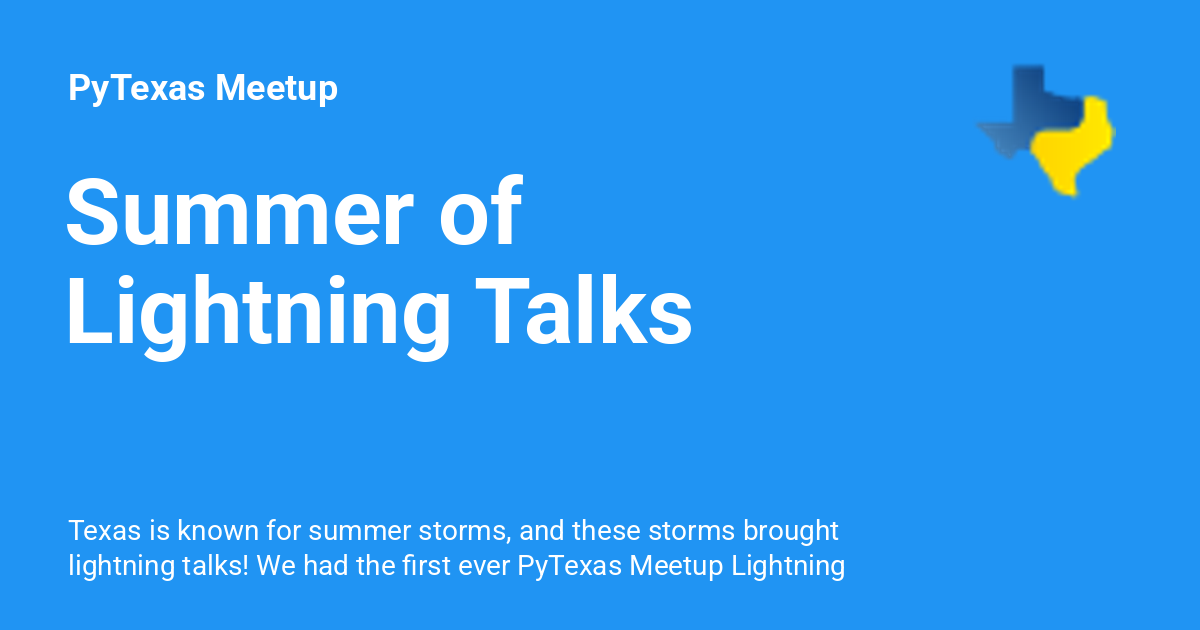 PyTexas Meetup
Summer of
Lightning Talks
Texas is known for summer storms, and these storms brought
lightning talks! We had the first ever PyTexas Meetup Lightning